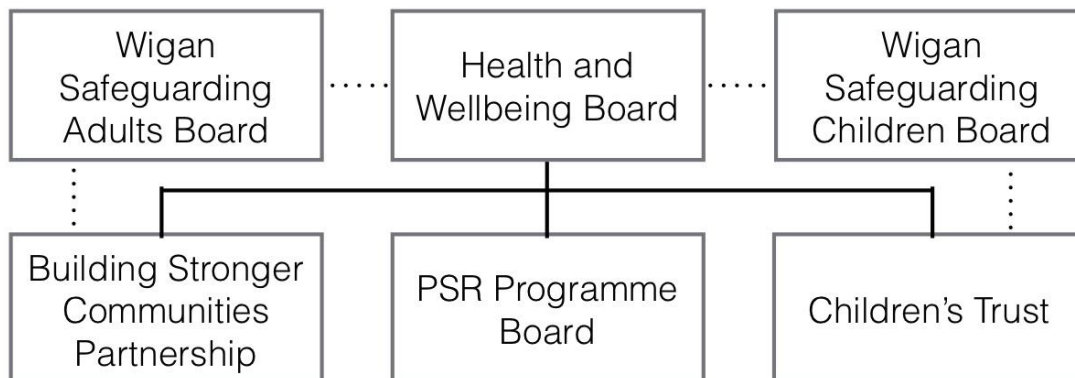 Wigan
Safeguarding
Adults Board
Health and
Wellbeing Board
Wigan
Safeguarding
Children Board
Building Stronger
Communities
Partnership
PSR Programme
Board
Children’s Trust